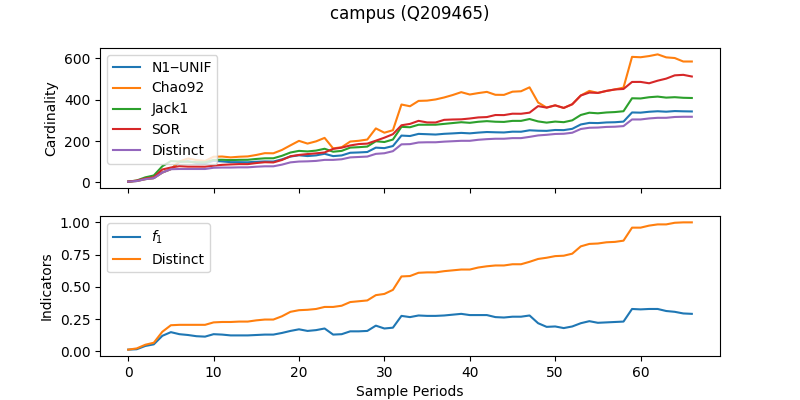 campus (Q209465)
Cardinality
600
400
200
0
N1−UNIF
Chao92
Jack1
SOR
Distinct
Indicators
1.00
0.75
0.50
0.25
0.00
f1
Distinct
0 10 20 30 40 50 60
Sample Periods